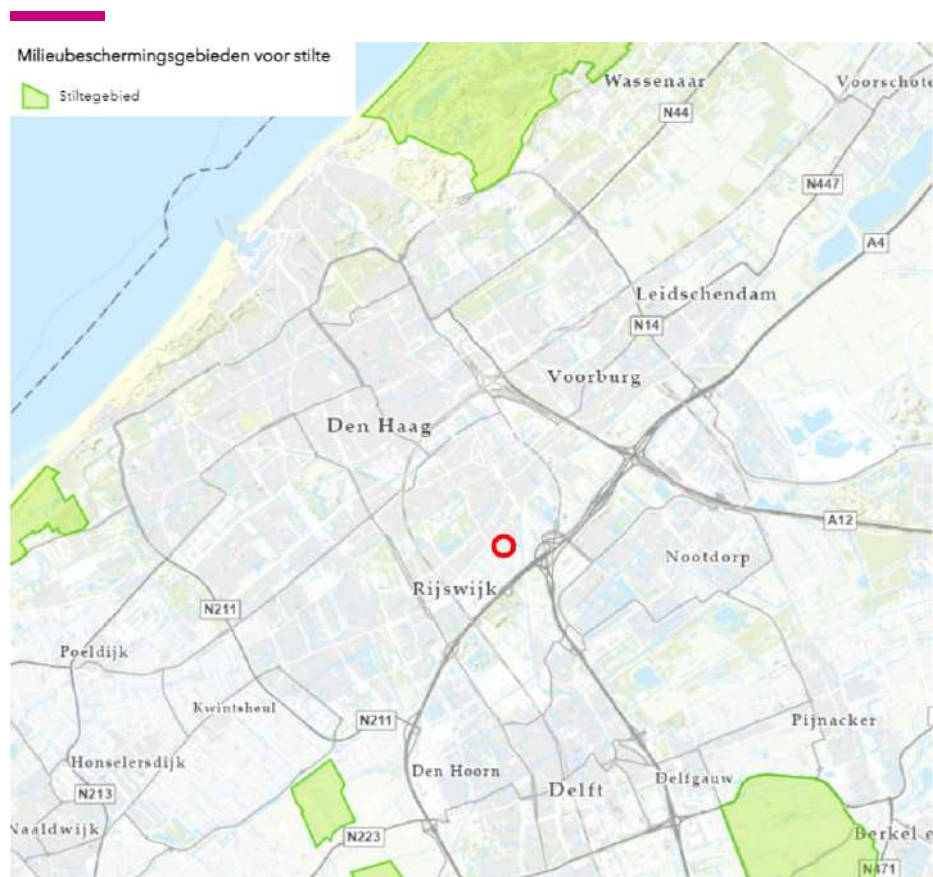 Milieubeschermingsgebieden voor stilte
Stiltegebied
Wassenaar
Voorschote
N44
N447
A4
Leidschendam
N14
Voorburg
Den Haag
A12
Nootdorp
Rijswijk
N211
Poeldijk
Kwintsheul
N211
Pijnacker
Honselersdijk
Den Hoorn
Delft
Delfgauw
N213
Naaldwijk
N223
Berkel e
N471